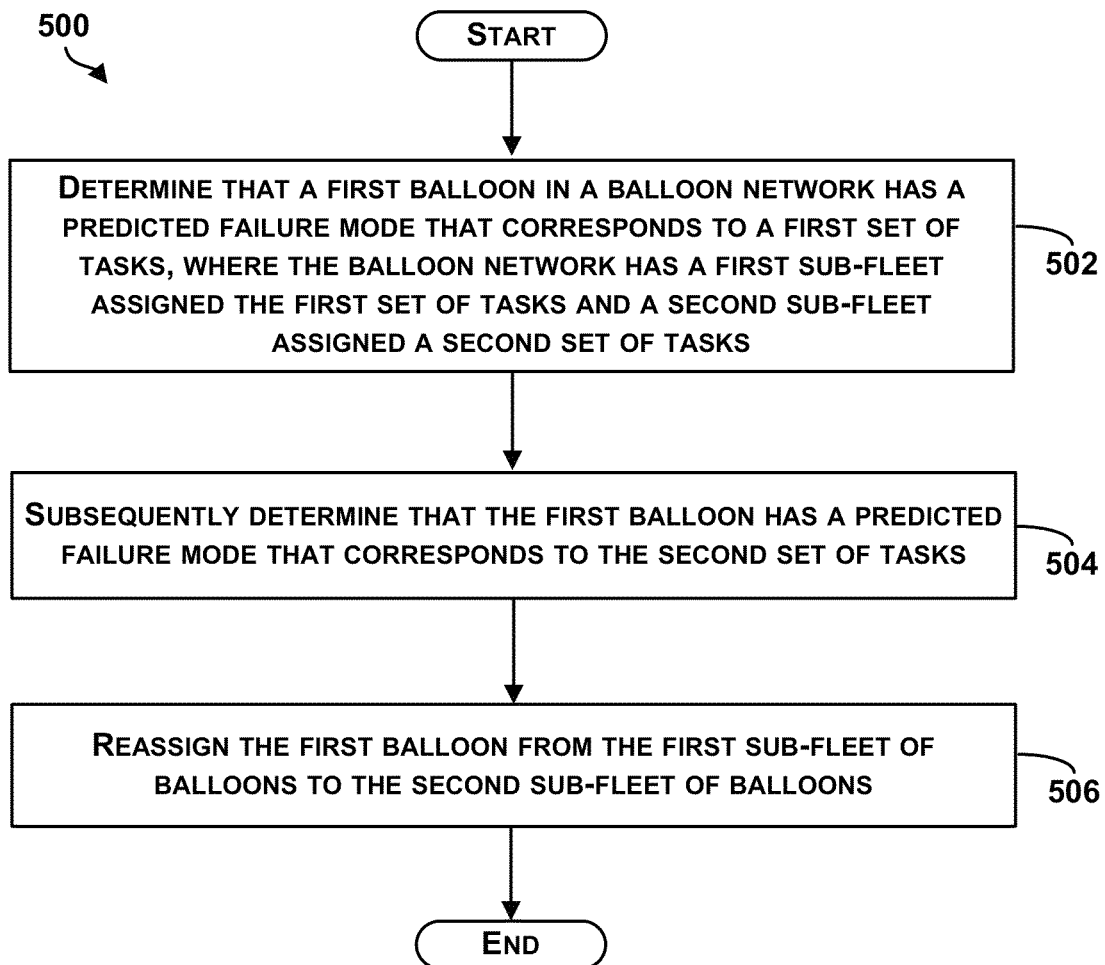 500
START
DETERMINE THAT A FIRST BALLOON IN A BALLOON NETWORK HAS A
PREDICTED FAILURE MODE THAT CORRESPONDS TO A FIRST SET OF
TASKS, WHERE THE BALLOON NETWORK HAS A FIRST SUB-FLEET
ASSIGNED THE FIRST SET OF TASKS AND A SECOND SUB-FLEET
ASSIGNED A SECOND SET OF TASKS
502
SUBSEQUENTLY DETERMINE THAT THE FIRST BALLOON HAS A PREDICTED
FAILURE MODE THAT CORRESPONDS TO THE SECOND SET OF TASKS
504
REASSIGN THE FIRST BALLOON FROM THE FIRST SUB-FLEET OF
BALLOONS TO THE SECOND SUB-FLEET OF BALLOONS
506
END